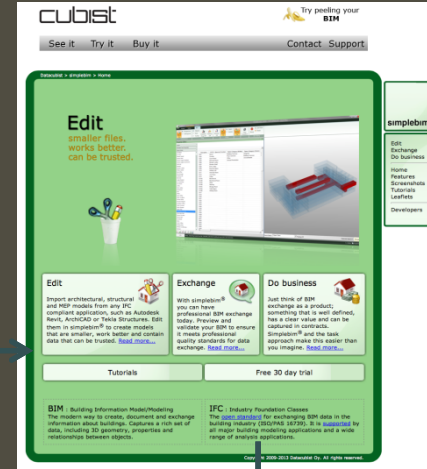 cubist
Try peeling your
BIM
See it Try it Buy it
Contact Support
Datacubist > simplebim > Home
Edit
smaller files.
works better.
can be trusted.
simplebim
Edit
Exchange
Do business
Home
Features
Screenshots
Tutorials
Leaflets
Developers
Edit
Import architectural, structural
and MEP models from any IFC
compliant application, such as Autodesk
Revit, ArchiCAD or Tekla Structures. Edit
them in simplebim® to create models
that are smaller, work better and contain
data that can be trusted. Read more...
Exchange
With simplebim®
you can have
professional BIM exchange
today. Preview and
validate your BIM to ensure
it meets professional
quality standards for data
exchange. Read more...
Do business
Just think of BIM
exchange as a product;
something that is well defined,
has a clear value and can be
captured in contracts.
Simplebim® and the task
approach make this easier than
you imagine. Read more...
Tutorials
Free 30 day trial
BIM : Building Information Model/Modeling
The modern way to create, document and exchange
information about buildings. Captures a rich set of
data, including 3D geometry, properties and
relationships between objects.
IFC : Industry Foundation Classes
The open standard for exchanging BIM data in the
building industry (ISO/PAS 16739). It is supported by
all major building modeling applications and a wide
range of analysis applications.
2009-2013 Datacubist Oy. All rights reserved.